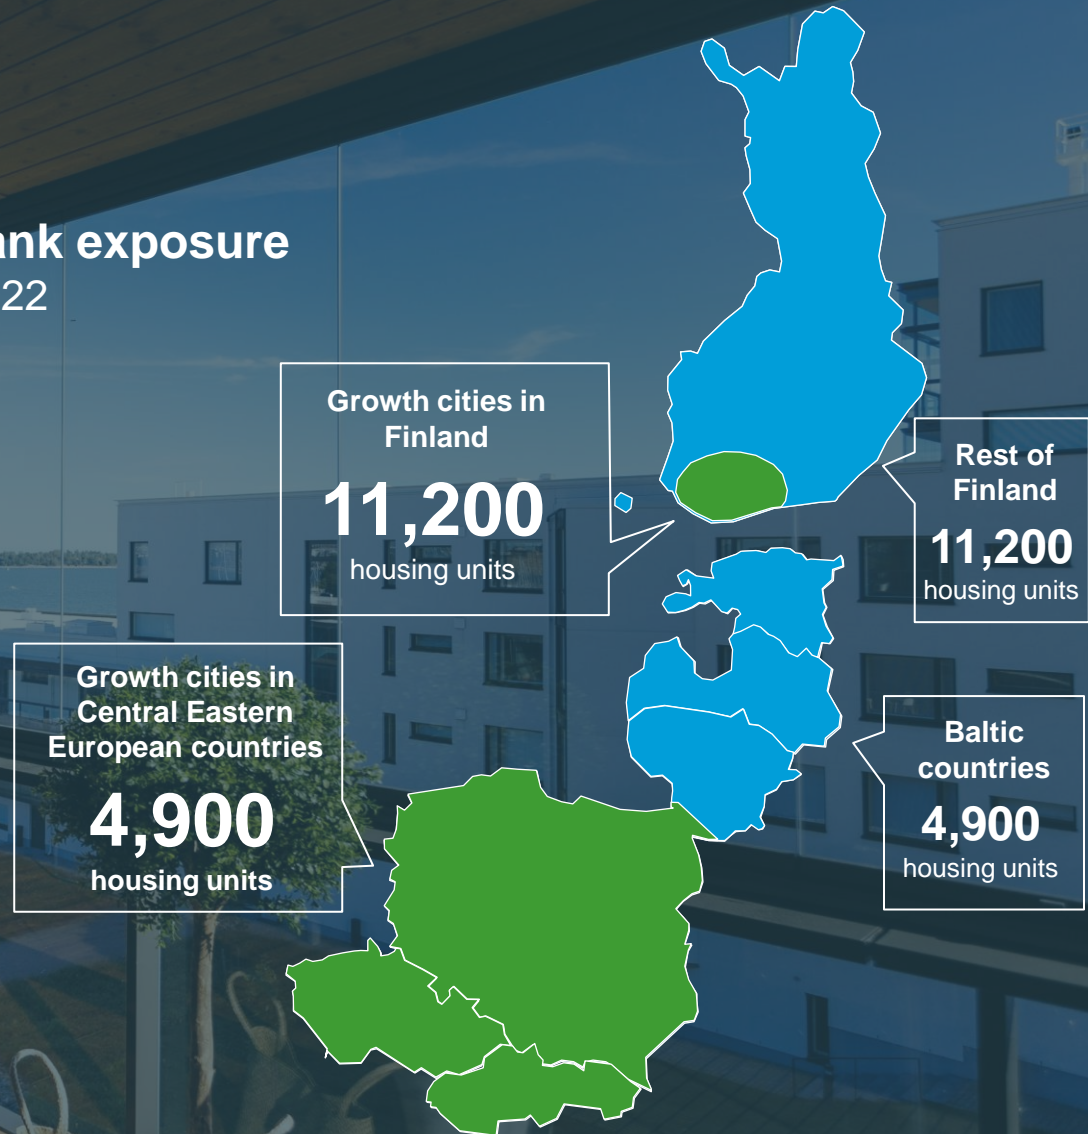 exposure
22
Growth cities in
Finland
11,200
housing units
Rest of
Finland
11,200
housing units
Growth cities in
Central Eastern
European countries
4,900
housing units
Baltic
countries
4,900
housing units